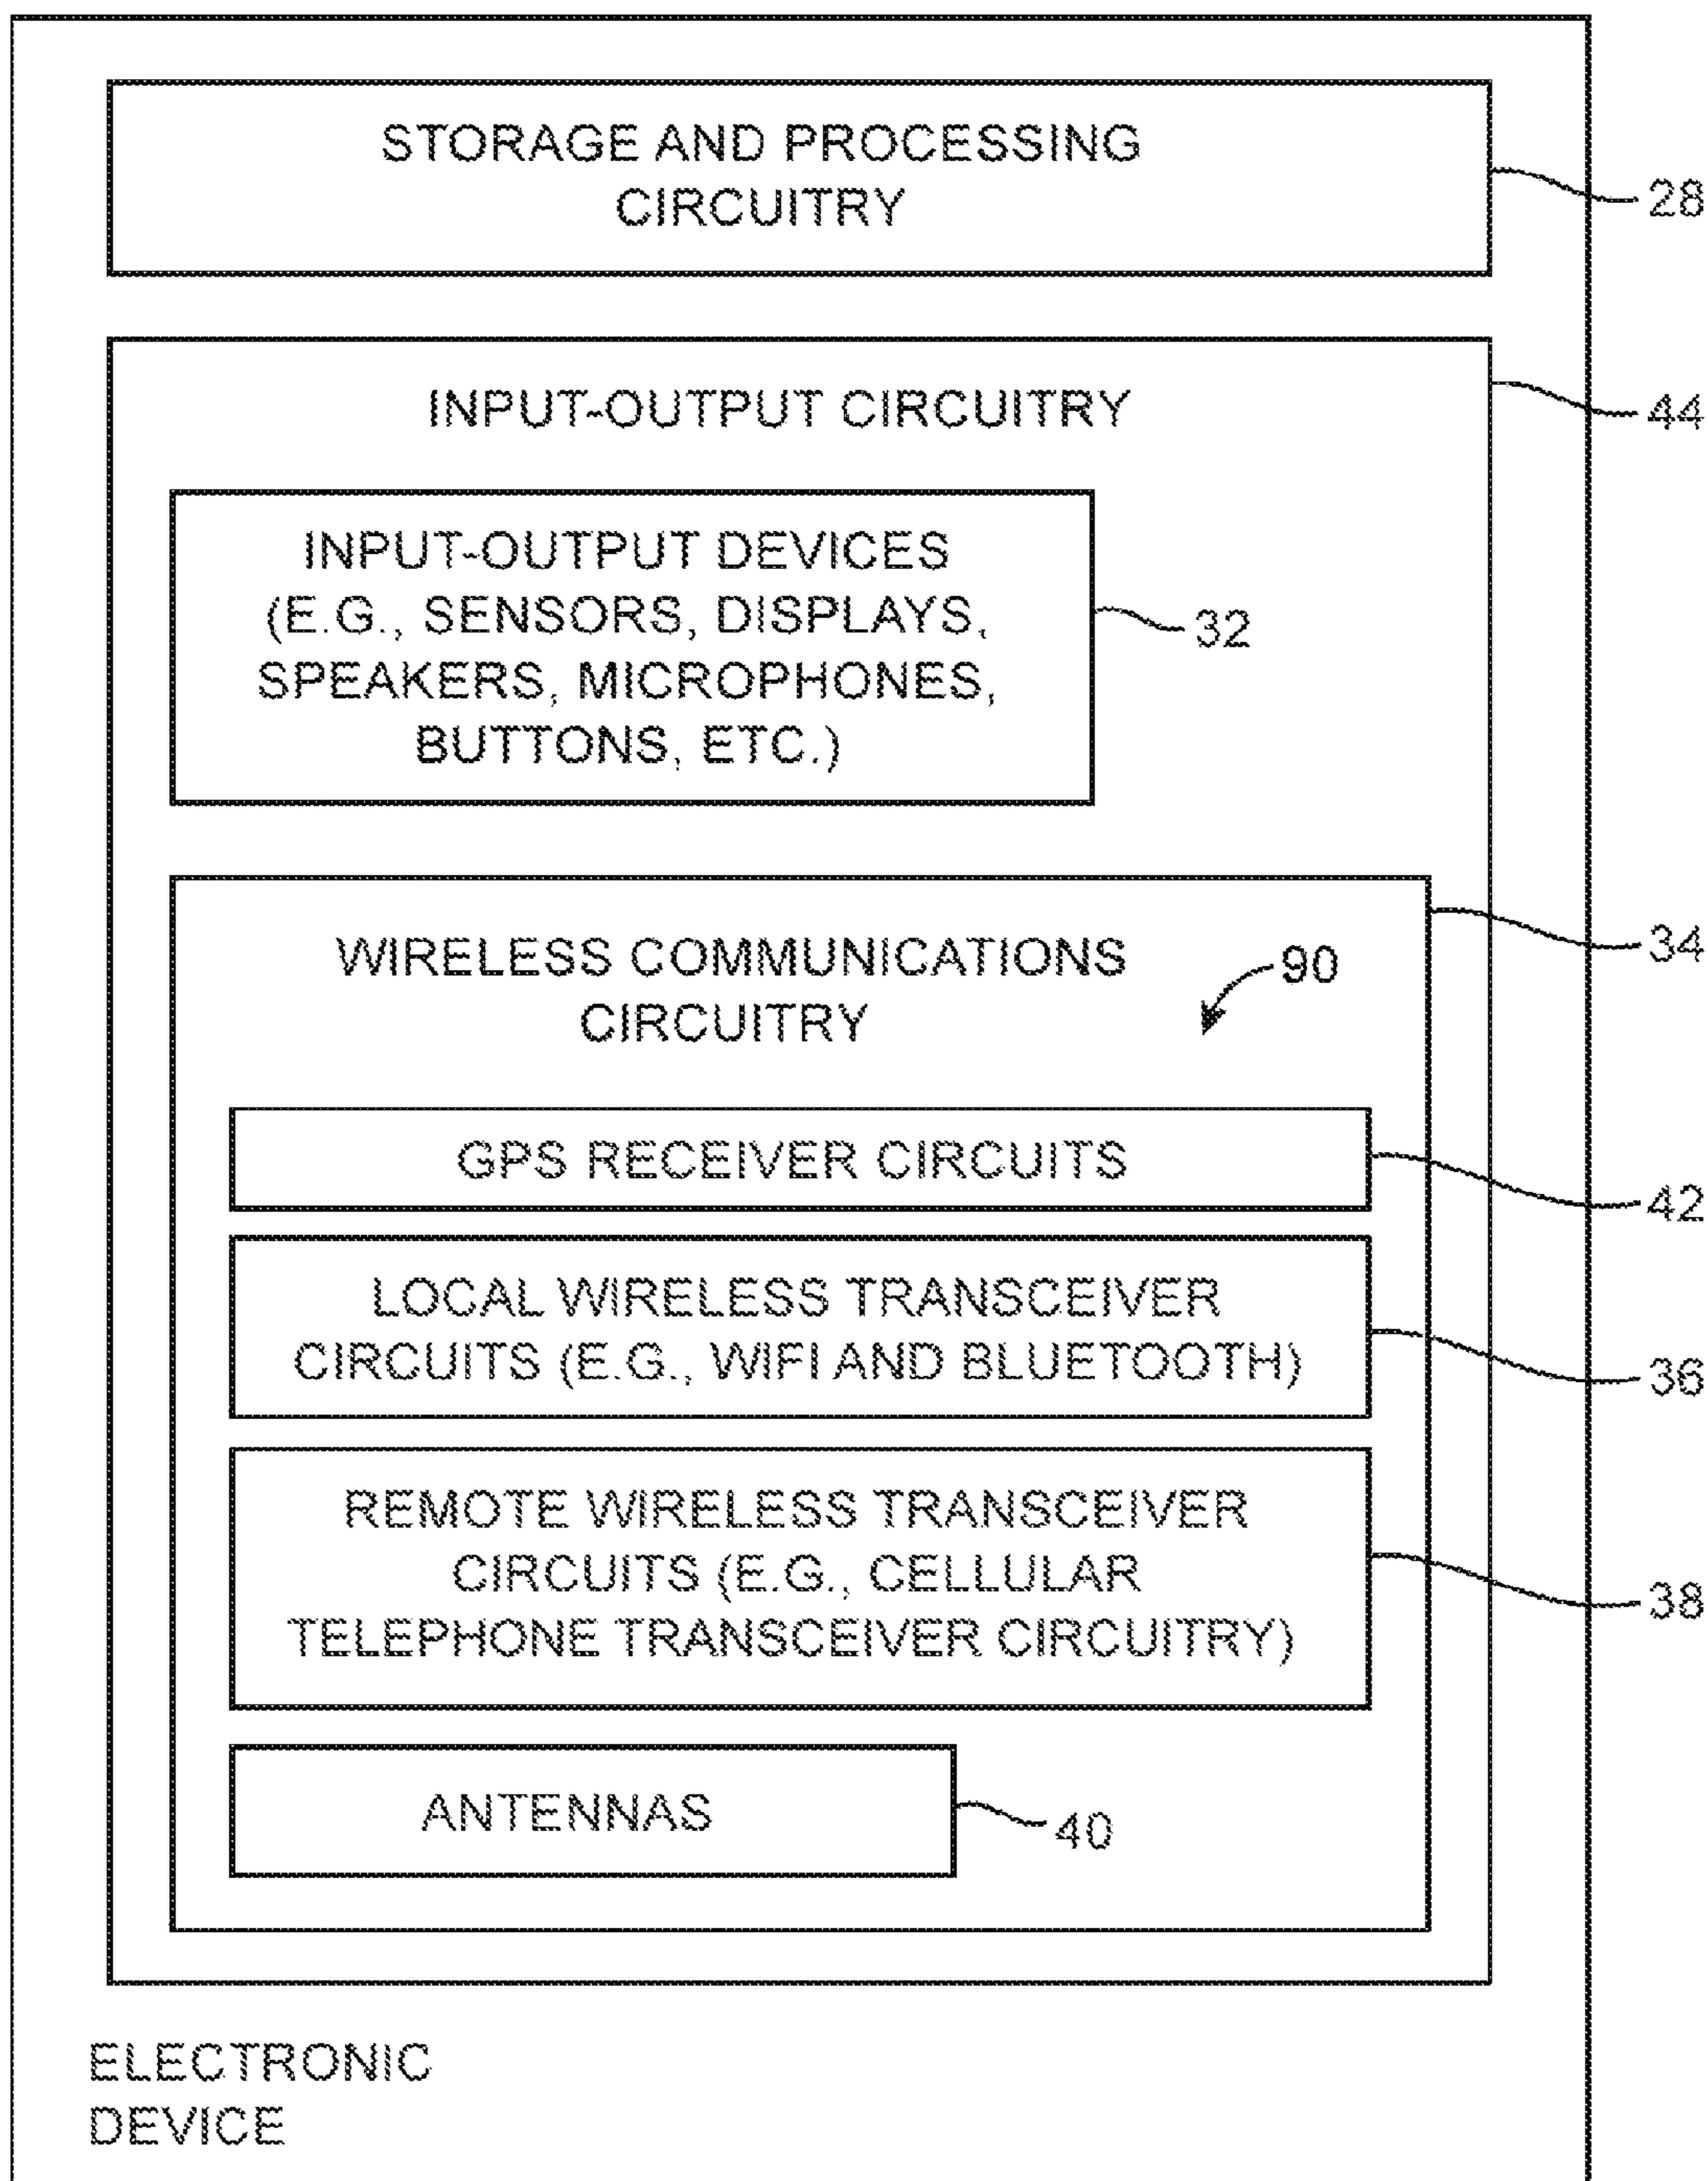 STORAGE AND PROCESSING
CIRCUITRY
28
INPUT-OUTPUT CIRCUITRY
44
INPUT-OUTPUT DEVICES
(E.G., SENSORS, DISPLAYS,
SPEAKERS, MICROPHONES,
BUTTONS, ETC.)
32
WIRELESS COMMUNICATIONS
CIRCUITRY
34
90
GPS RECEIVER CIRCUITS
42
LOCAL WIRELESS TRANSCEIVER
CIRCUITS (E.G., WIFI AND BLUETOOTH)
36
REMOTE WIRELESS TRANSCEIVER
CIRCUITS (E.G., CELLULAR
TELEPHONE TRANSCEIVER CIRCUITRY)
38
ANTENNAS
40
ELECTRONIC
DEVICE